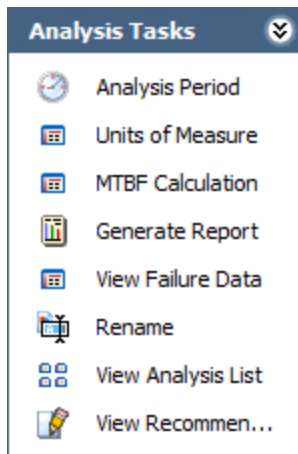 Analysis Tasks
Analysis Period
Units of Measure
MTBF Calculation
Generate Report
View Failure Data
Rename
View Analysis List
View Recommen...